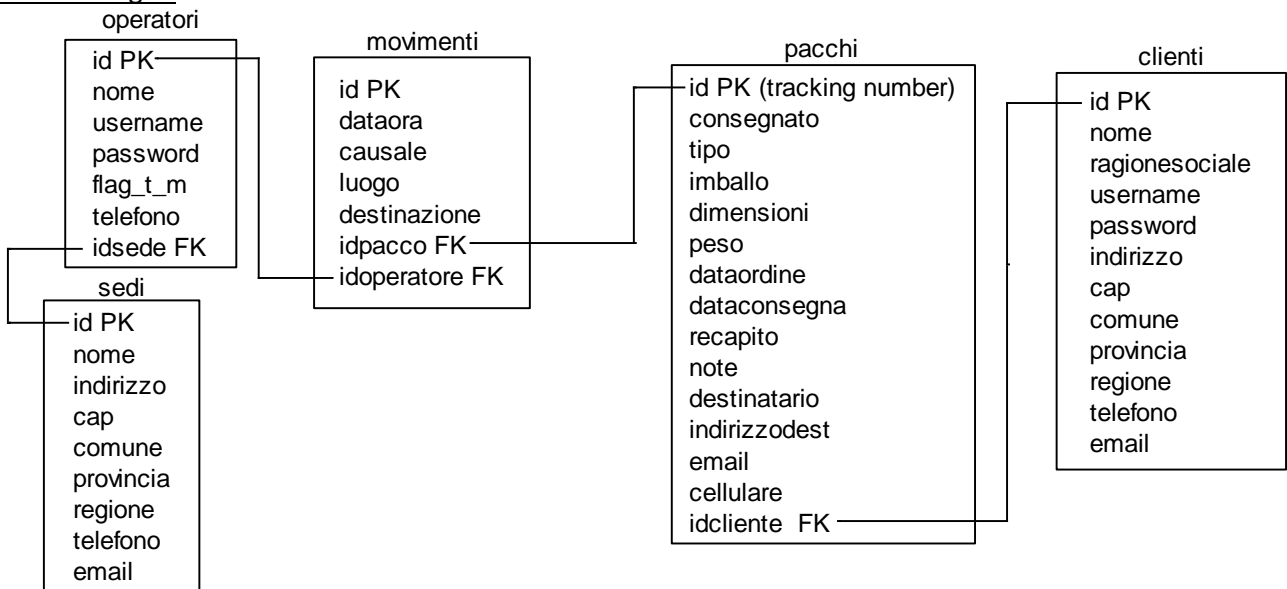 operatori
id PK
nome
username
password
flag_t_m
telefono
idsede FK
sedi
id PK
nome
indirizzo
cap
comune
provincia
regione
telefono
email
movimenti
id PK
dataora
causale
luogo
destinazione
idpacco FK
idoperatore FK
pacchi
id PK (tracking number)
consegnato
tipo
imballo
dimensioni
peso
dataordine
dataconsegna
recapito
note
destinatario
indirizzodest
email
cellulare
idcliente FK
clienti
id PK
nome
ragionesociale
username
password
indirizzo
cap
comune
provincia
regione
telefono
email